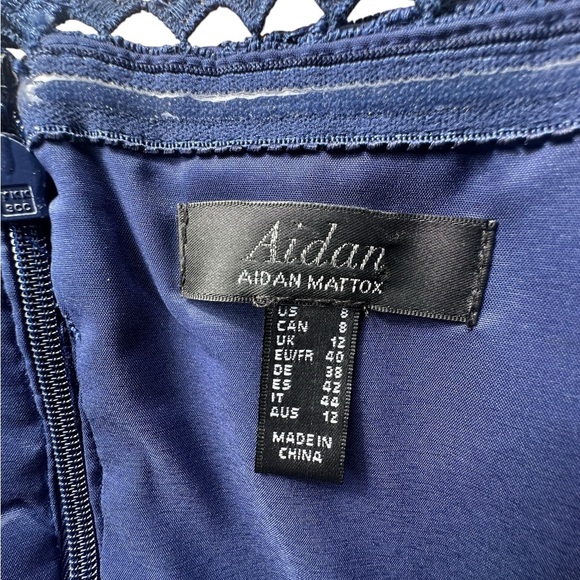 Aidan
AIDAN MATTOX
US 8
CAN 8
UK 12
EU/FR 40
DE 38
ES 42
IT 44
AUS 12
MADE IN
CHINA